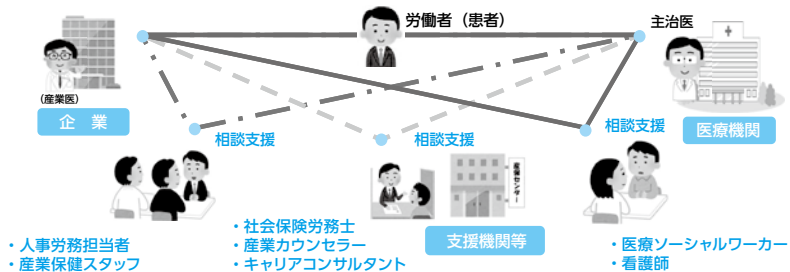 労働者（患者）
主治医
（産業医）
企　業
医療機関
相談支援
相談支援
相談支援
産保センター
・人事労務担当者
・産業保健スタッフ
・社会保険労務士
・産業カウンセラー
・キャリアコンサルタント
支援機関等
・医療ソーシャルワーカー
・看護師